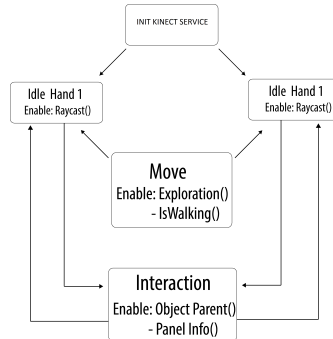 INIT KINECT SERVICE
Idle Hand 1
Enable: Raycast()
Idle Hand 1
Enable: Raycast()
Move
Enable: Exploration()
- IsWalking()
Interaction
Enable: Object Parent()
- Panel Info()